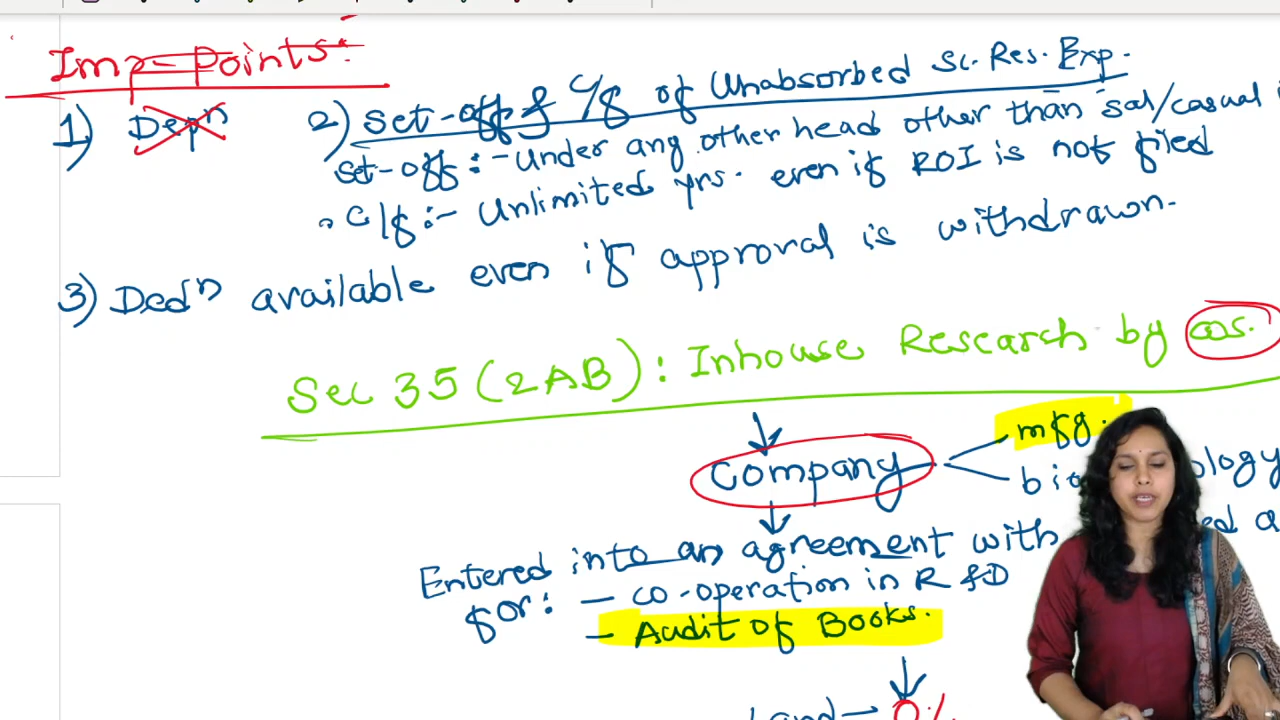 Imp-Points:
1) Depn
2) Set-off & C/f of Unabsorbed Sc. Res. Exp.
set-off :- Under any other head other than sal/casual
C/f :- Unlimited yrs. even if ROI is not filed
3) Dedn available even if approval is withdrawn.
Sec 35 (2AB) : Inhouse Research by cos.
Company
mfg.
Entered into an agreement with
for : - co-operation in R & D
- Audit of Books.
Land - 0%